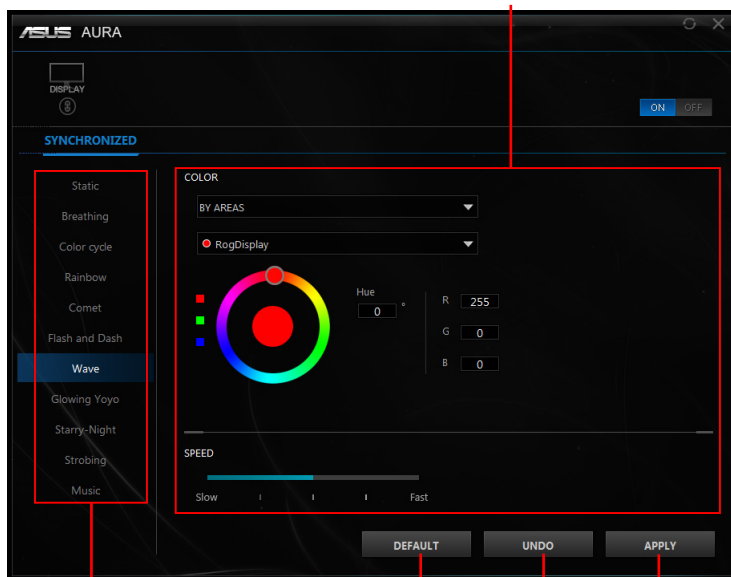 ASUS AURA
DISPLAY
ON OFF
SYNCHRONIZED
Static
Breathing
Color cycle
Rainbow
Comet
Flash and Dash
Wave
Glowing Yoyo
Starry-Night
Strobing
Music
COLOR
BY AREAS
RogDisplay
Hue
0 °
R 255
G 0
B 0
SPEED
Slow Fast
DEFAULT UNDO APPLY